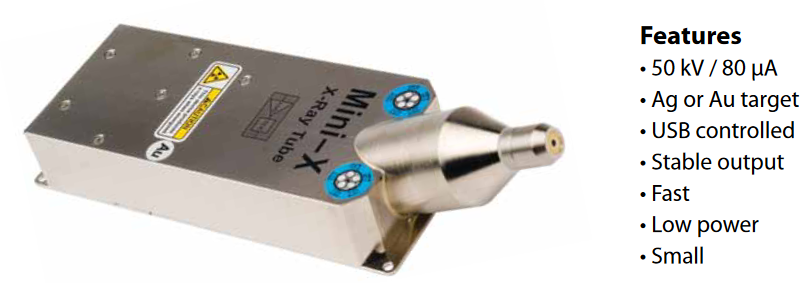 Mini-X
X-Ray Tube
CAUTION
Au
Features
• 50 kV / 80 µA
• Ag or Au target
• USB controlled
• Stable output
• Fast
• Low power
• Small